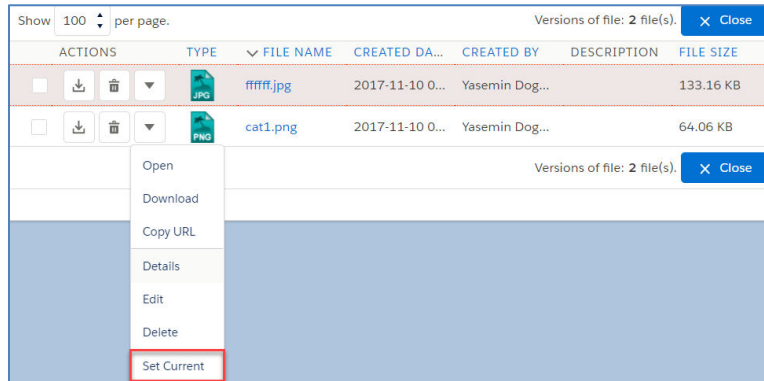 Show 100 per page. Versions of file: 2 file(s). Close
ACTIONS TYPE FILE NAME CREATED DA... CREATED BY DESCRIPTION FILE SIZE
JPG ffffff.jpg 2017-11-10 0... Yasemin Dog... 133.16 KB
PNG cat1.png 2017-11-10 0... Yasemin Dog... 64.06 KB
Versions of file: 2 file(s). Close
Open
Download
Copy URL
Details
Edit
Delete
Set Current